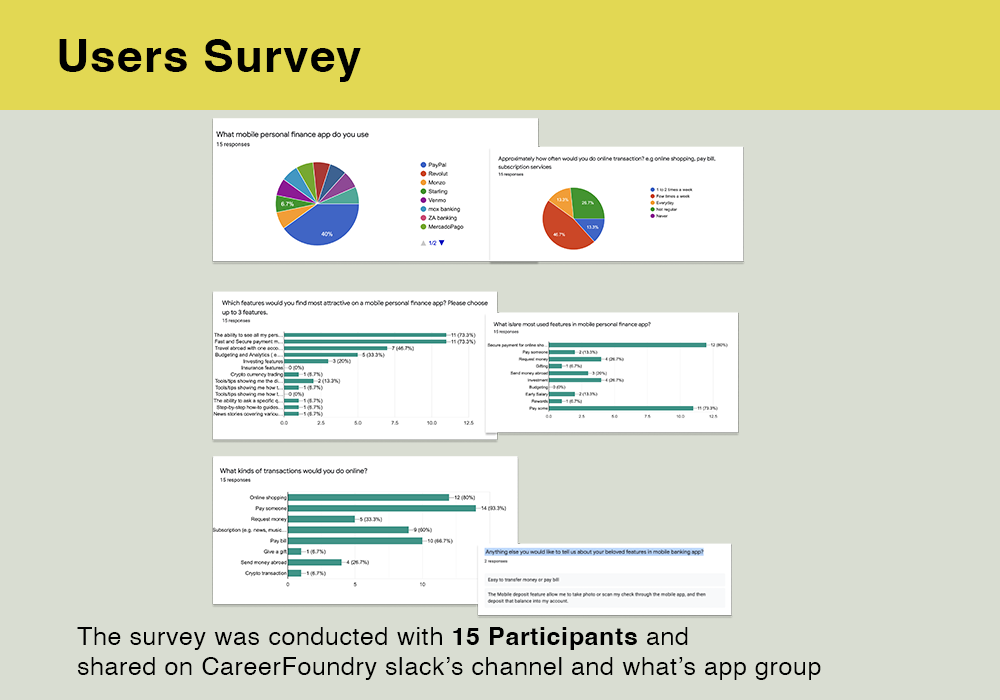 Users Survey
What mobile personal finance app do you use
15 responses
PayPal
Revolut
Monzo
Starling
Venmo
mox banking
ZA banking
MercadoPago
6.7%
40%
1/2
Approximately how often would you do online transaction? e.g online shopping, pay bill,
subscription services
15 responses
1 to 2 times a week
Few times a week
Everyday
Not regular
Never
13.3%
26.7%
46.7%
13.3%
Which features would you find most attractive on a mobile personal finance app? Please choose
up to 3 features.
15 responses
The ability to see all my pers... 11 (73.3%)
Fast and Secure payment m... 11 (73.3%)
Travel abroad with one acco... 7 (46.7%)
Budgeting and Analytics ( e... 5 (33.3%)
Investing features 3 (20%)
Insurance features 0 (0%)
Crypto currency trading 1 (6.7%)
Tools/tips showing me the di... 2 (13.3%)
Tools/tips showing me how t... 1 (6.7%)
Tools/tips showing me how t... 0 (0%)
The ability to ask a specific q... 1 (6.7%)
Step-by-step how-to guides... 1 (6.7%)
News stories covering variou... 1 (6.7%)
0.0 2.5 5.0 7.5 10.0 12.5
What is/are most used features in mobile personal finance app?
15 responses
Secure payment for online sho... 12 (80%)
Pay someone 2 (13.3%)
Request money 4 (26.7%)
Gifting 1 (6.7%)
Send money abroad 3 (20%)
Investment 4 (26.7%)
Budgeting 0 (0%)
Early Salary 2 (13.3%)
Rewards 1 (6.7%)
Pay some 11 (73.3%)
0.0 2.5 5.0 7.5 10.0 12.5
What kinds of transactions would you do online?
15 responses
Online shopping 12 (80%)
Pay someone 14 (93.3%)
Request money 5 (33.3%)
Subscription (e.g. news, music... 9 (60%)
Pay bill 10 (66.7%)
Give a gift 1 (6.7%)
Send money abroad 4 (26.7%)
Crypto transaction 1 (6.7%)
0 5 10
Anything else you would like to tell us about your beloved features in mobile banking app?
2 responses
Easy to transfer money or pay bill
The Mobile deposit feature allow me to take photo or scan my check through the mobile app, and then
deposit that balance into my account.
The survey was conducted with 15 Participants and
shared on CareerFoundry slack's channel and what's app group